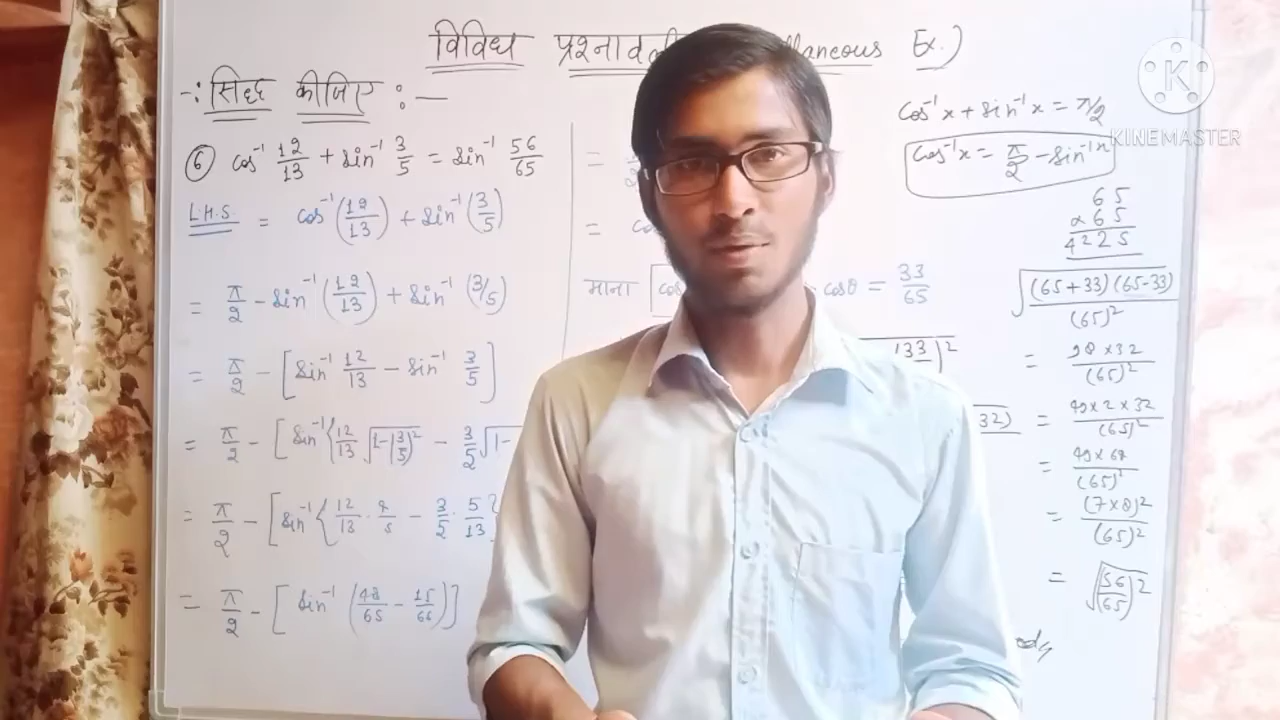 विविध प्रश्नाव llaneous Ex.)
-: सिद्ध कीजिए :—
⑥ cos⁻¹ 12/13 + sin⁻¹ 3/5 = sin⁻¹ 56/65
L.H.S = cos⁻¹(12/13) + sin⁻¹(3/5)
= π/2 - sin⁻¹(12/13) + sin⁻¹(3/5)
= π/2 - [sin⁻¹ 12/13 - sin⁻¹ 3/5]
= π/2 - [sin⁻¹{12/13 √1-(3/5)² - 3/5 √1-
= π/2 - [sin⁻¹{12/13 · 4/5 - 3/5 · 5/13}
= π/2 - [sin⁻¹(48/65 - 15/65)]
=
=
माना cos cosθ = 33/65
33)²
32)
cos⁻¹x + sin⁻¹x = π/2
cos⁻¹x = π/2 - sin⁻¹x
65
×65
4225
√(65+33)(65-33)/(65)²
= 98×32/(65)²
= 49×2×32/(65)²
= 49×64/(65)²
= (7×8)²/(65)²
= √(56/65)²
K
KINEMASTER